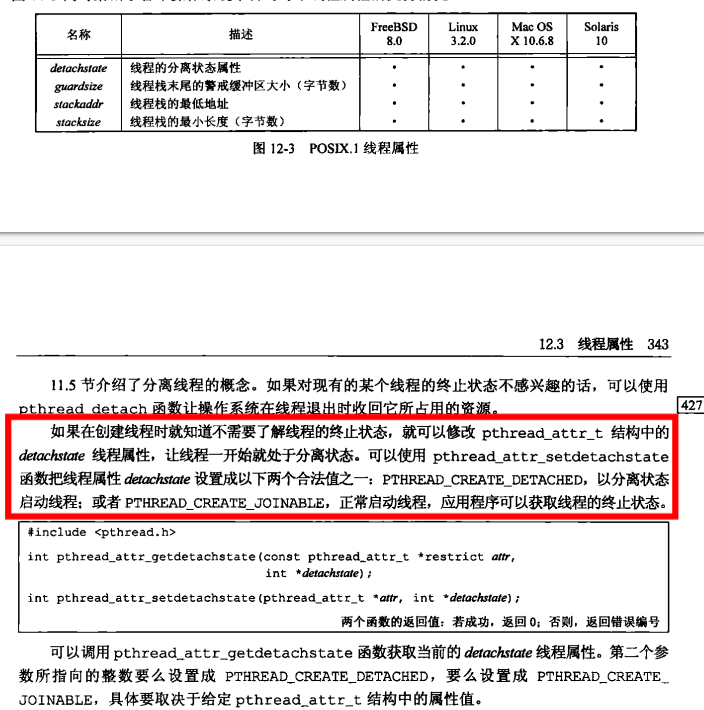 名称 描述 FreeBSD 8.0 Linux 3.2.0 Mac OS X 10.6.8 Solaris 10
detachstate 线程的分离状态属性 • • • •
guardsize 线程栈末尾的警戒缓冲区大小（字节数） • • • •
stackaddr 线程栈的最低地址 • • • •
stacksize 线程栈的最小长度（字节数） • • • •
图 12-3 POSIX.1 线程属性
12.3 线程属性 343
11.5 节介绍了分离线程的概念。如果对现有的某个线程的终止状态不感兴趣的话，可以使用
pthread_detach 函数让操作系统在线程退出时收回它所占用的资源。
427
如果在创建线程时就知道不需要了解线程的终止状态，就可以修改 pthread_attr_t 结构中的
detachstate 线程属性，让线程一开始就处于分离状态。可以使用 pthread_attr_setdetachstate
函数把线程属性 detachstate 设置成以下两个合法值之一：PTHREAD_CREATE_DETACHED，以分离状态
启动线程；或者 PTHREAD_CREATE_JOINABLE，正常启动线程，应用程序可以获取线程的终止状态。
#include <pthread.h>
int pthread_attr_getdetachstate(const pthread_attr_t *restrict attr,
int *detachstate);
int pthread_attr_setdetachstate(pthread_attr_t *attr, int *detachstate);
两个函数的返回值：若成功，返回 0；否则，返回错误编号
可以调用 pthread_attr_getdetachstate 函数获取当前的 detachstate 线程属性。第二个参
数所指向的整数要么设置成 PTHREAD_CREATE_DETACHED，要么设置成 PTHREAD_CREATE_
JOINABLE，具体要取决于给定 pthread_attr_t 结构中的属性值。